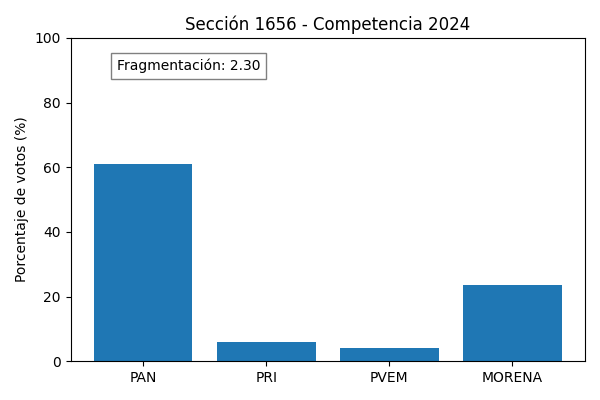 Sección 1656 - Competencia 2024
Fragmentación: 2.30
Porcentaje de votos (%)
100
80
60
40
20
0
PAN PRI PVEM MORENA